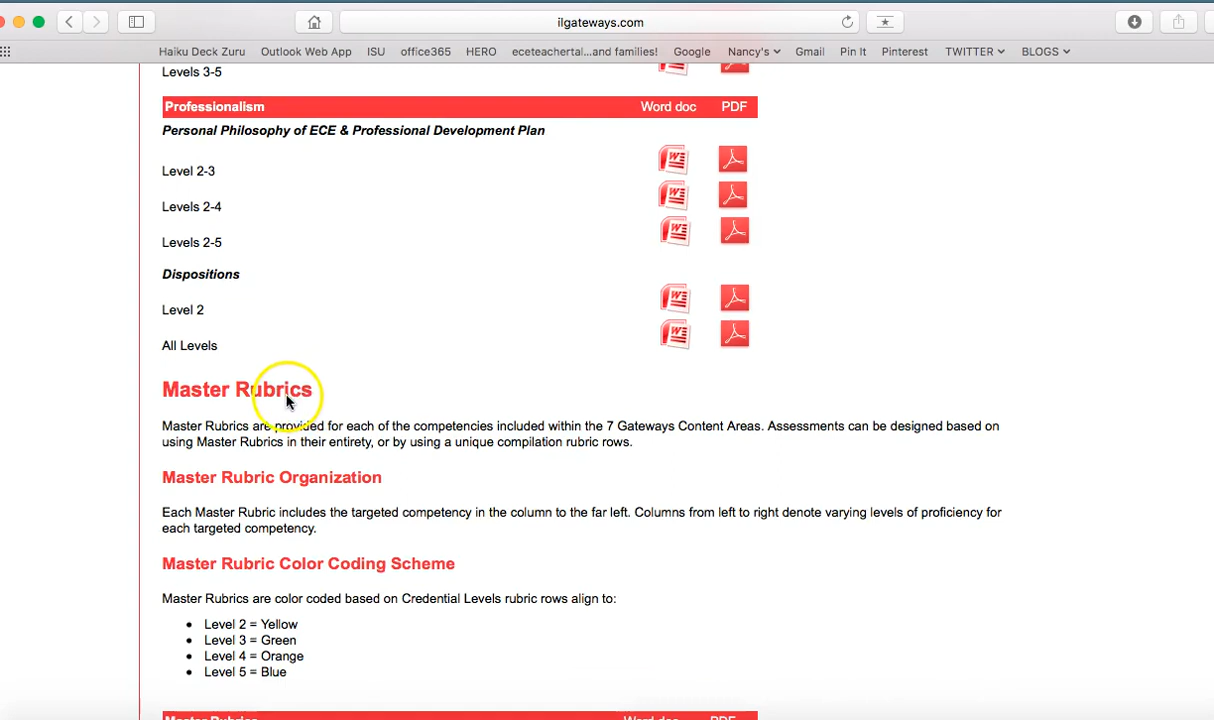 ilgateways.com
Haiku Deck Zuru Outlook Web App ISU office365 HERO eceteachertal...and families! Google Nancy's Gmail Pin It Pinterest TWITTER BLOGS
Levels 3-5
Professionalism Word doc PDF
Personal Philosophy of ECE & Professional Development Plan
Level 2-3
Levels 2-4
Levels 2-5
Dispositions
Level 2
All Levels
Master Rubrics
Master Rubrics are provided for each of the competencies included within the 7 Gateways Content Areas. Assessments can be designed based on
using Master Rubrics in their entirety, or by using a unique compilation rubric rows.
Master Rubric Organization
Each Master Rubric includes the targeted competency in the column to the far left. Columns from left to right denote varying levels of proficiency for
each targeted competency.
Master Rubric Color Coding Scheme
Master Rubrics are color coded based on Credential Levels rubric rows align to:
• Level 2 = Yellow
• Level 3 = Green
• Level 4 = Orange
• Level 5 = Blue
Master Rubrics Word doc PDF